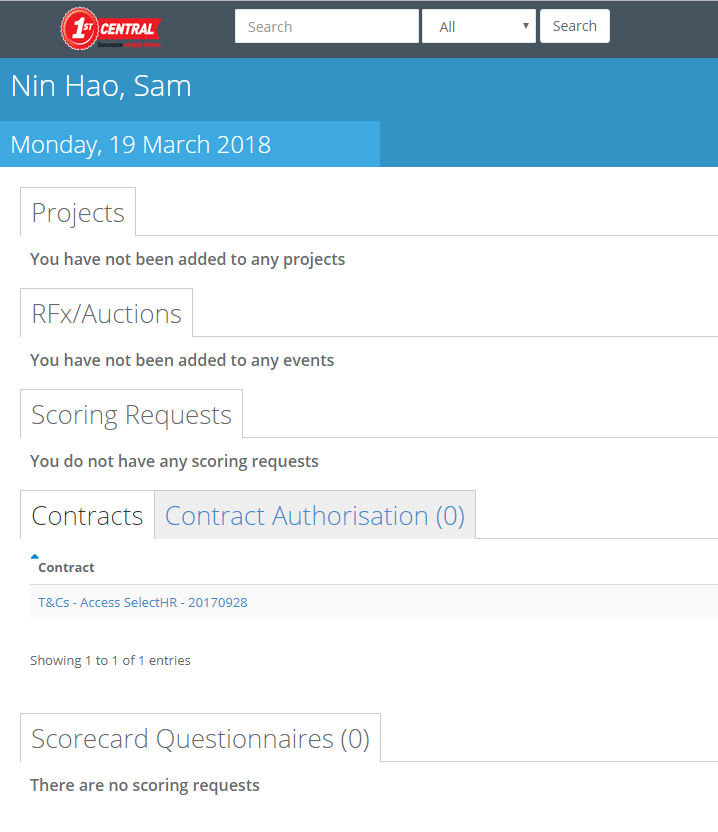 1ST CENTRAL
Insurance
Search
All
Search
Nin Hao, Sam
Monday, 19 March 2018
Projects
You have not been added to any projects
RFx/Auctions
You have not been added to any events
Scoring Requests
You do not have any scoring requests
Contracts
Contract Authorisation (0)
Contract
T&Cs - Access SelectHR - 20170928
Showing 1 to 1 of 1 entries
Scorecard Questionnaires (0)
There are no scoring requests